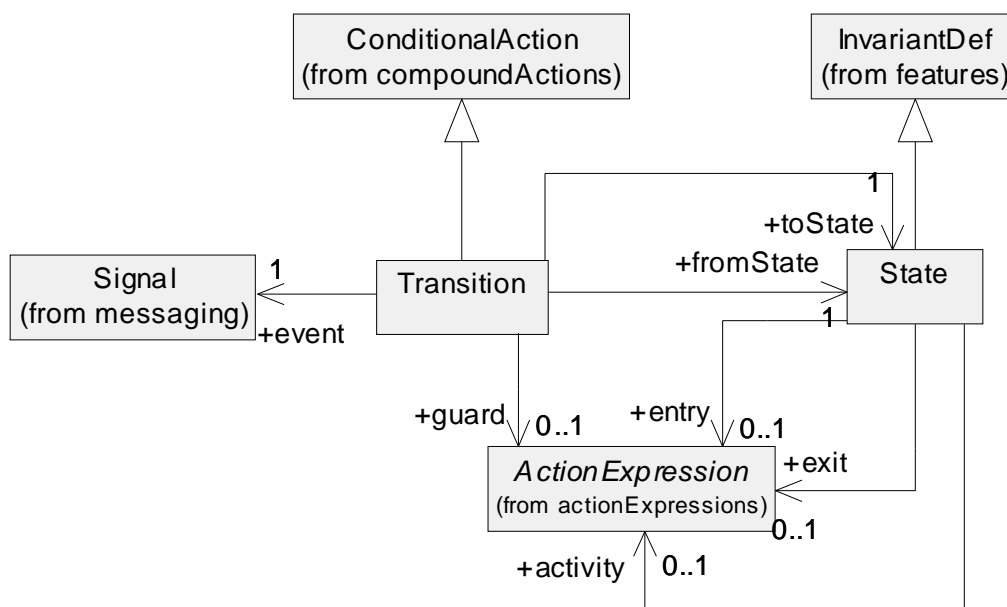 ConditionalAction
(from compoundActions)
InvariantDef
(from features)
1
+toState
Signal
(from messaging)
1
+event
Transition
+fromState
1
State
+guard
0..1
+entry
0..1
ActionExpression
(from actionExpressions)
+exit
0..1
+activity
0..1